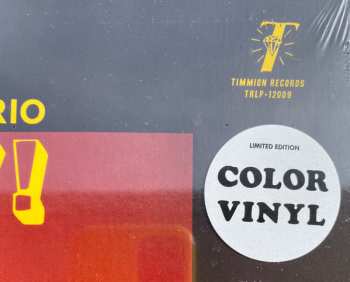 TIMMION RECORDS
TRLP-12009
RIO
!
LIMITED EDITION
COLOR
VINYL